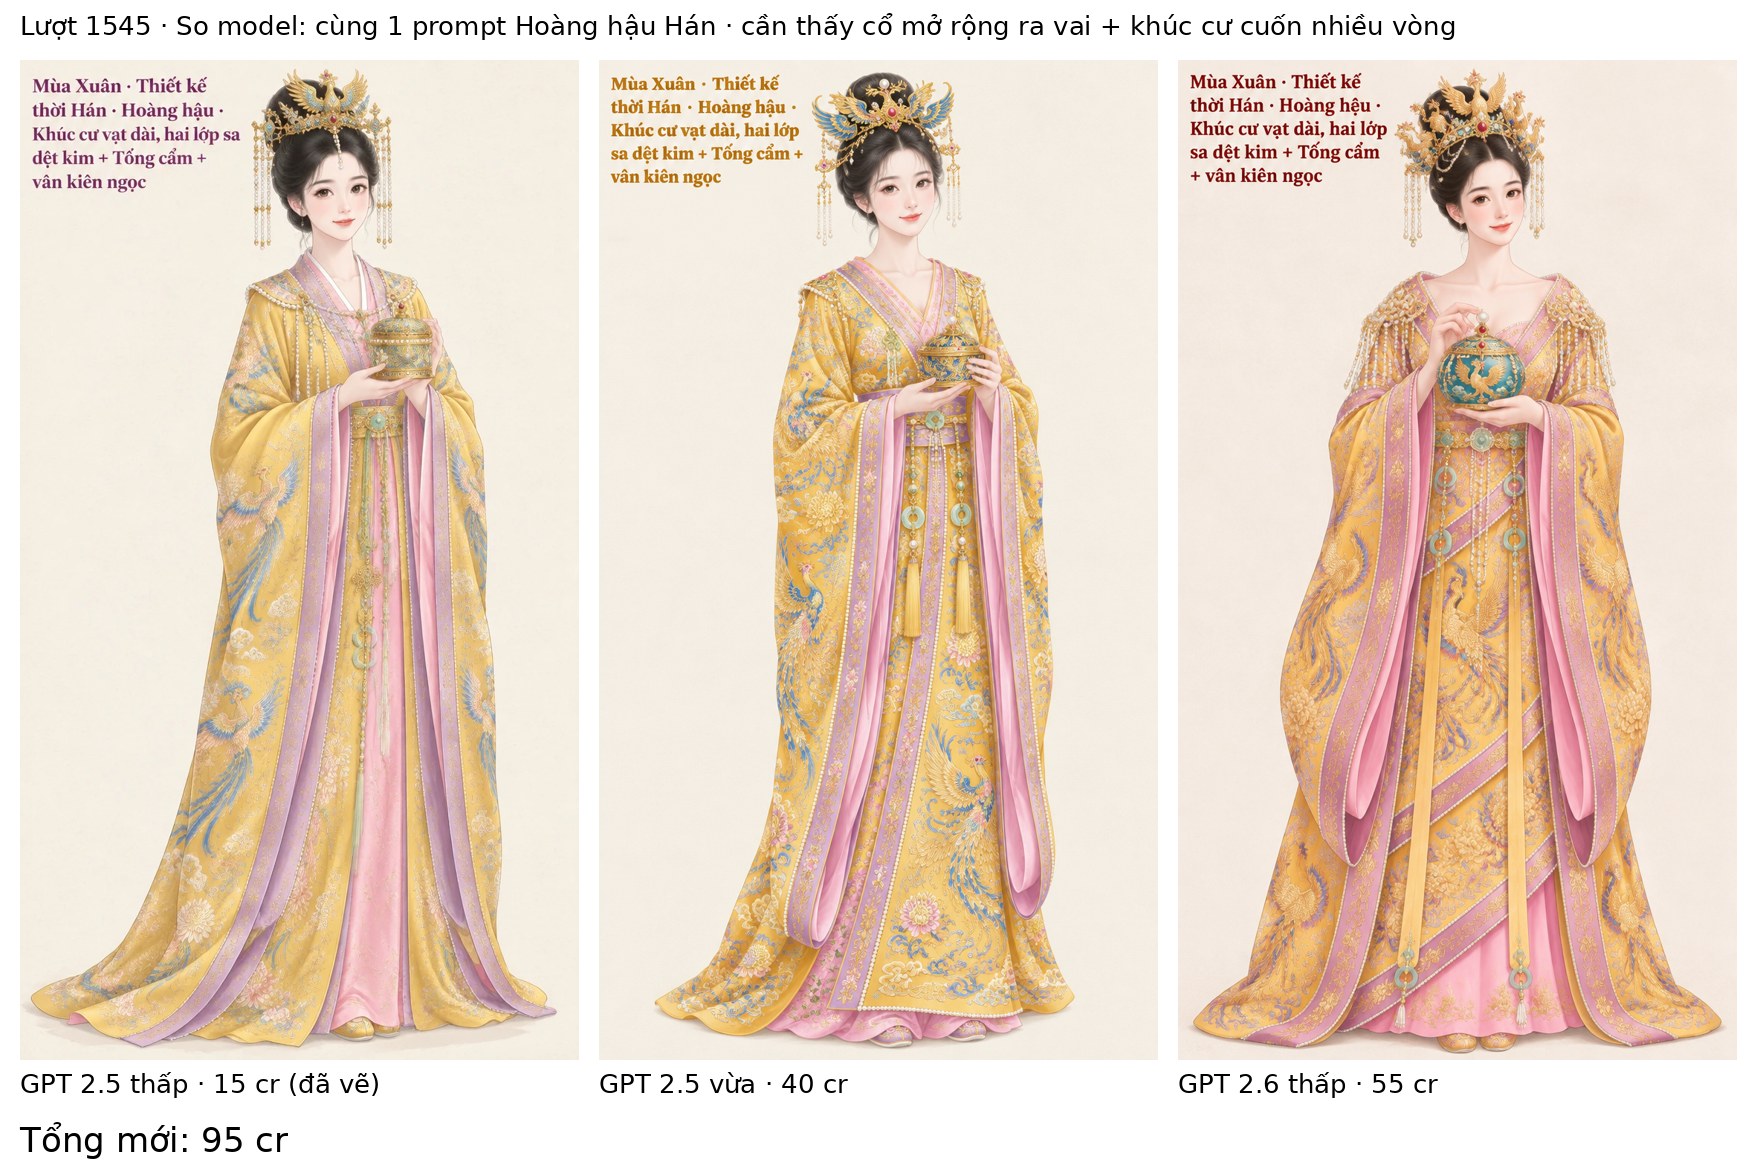 Lượt 1545 · So model: cùng 1 prompt Hoàng hậu Hán · cần thấy cổ mở rộng ra vai + khúc cư cuốn nhiều vòng
Mùa Xuân · Thiết kế
thời Hán · Hoàng hậu ·
Khúc cư vạt dài, hai lớp sa
dệt kim + Tống cẩm +
vân kiên ngọc
Mùa Xuân · Thiết kế
thời Hán · Hoàng hậu ·
Khúc cư vạt dài, hai lớp
sa dệt kim + Tống cẩm +
vân kiên ngọc
Mùa Xuân · Thiết kế
thời Hán · Hoàng hệu ·
Khúc cư vạt dài, hai lớp
sa dệt kim + Tống cẩm
+ vân kiên ngọc
GPT 2.5 thấp · 15 cr (đã vẽ)
GPT 2.5 vừa · 40 cr
GPT 2.6 thấp · 55 cr
Tổng mới: 95 cr